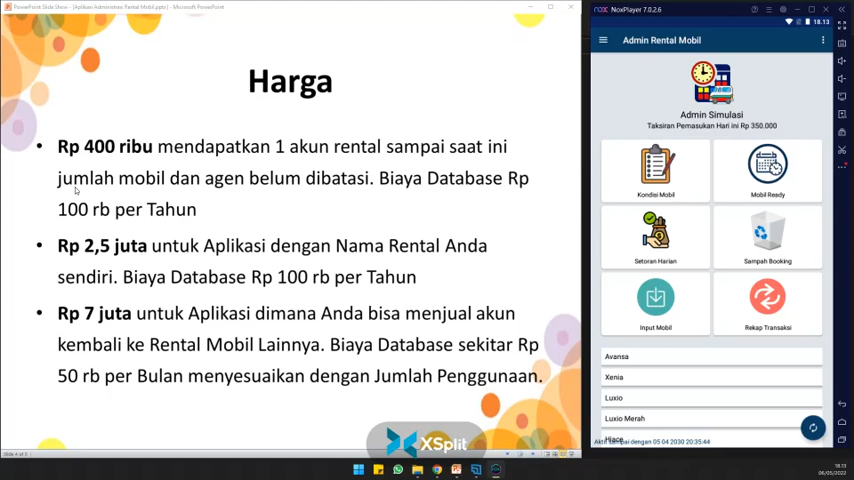 PowerPoint Slide Show - [Aplikasi Administrasi Rental Mobil.pptx] - Microsoft PowerPoint
Harga
• Rp 400 ribu mendapatkan 1 akun rental sampai saat ini
jumlah mobil dan agen belum dibatasi. Biaya Database Rp
100 rb per Tahun
• Rp 2,5 juta untuk Aplikasi dengan Nama Rental Anda
sendiri. Biaya Database Rp 100 rb per Tahun
• Rp 7 juta untuk Aplikasi dimana Anda bisa menjual akun
kembali ke Rental Mobil Lainnya. Biaya Database sekitar Rp
50 rb per Bulan menyesuaikan dengan Jumlah Penggunaan.
XSplit
Slide 4 of 5
nox NoxPlayer 7.0.2.6
18.13
Admin Rental Mobil
Admin Simulasi
Taksiran Pemasukan Hari ini Rp 350.000
Kondisi Mobil
Mobil Ready
Setoran Harian
Sampah Booking
Input Mobil
Rekap Transaksi
Avansa
Xenia
Luxio
Luxio Merah
Hiace
Aktif sampai dengan 05 04 2030 20:35:44
18.13
06/05/2022